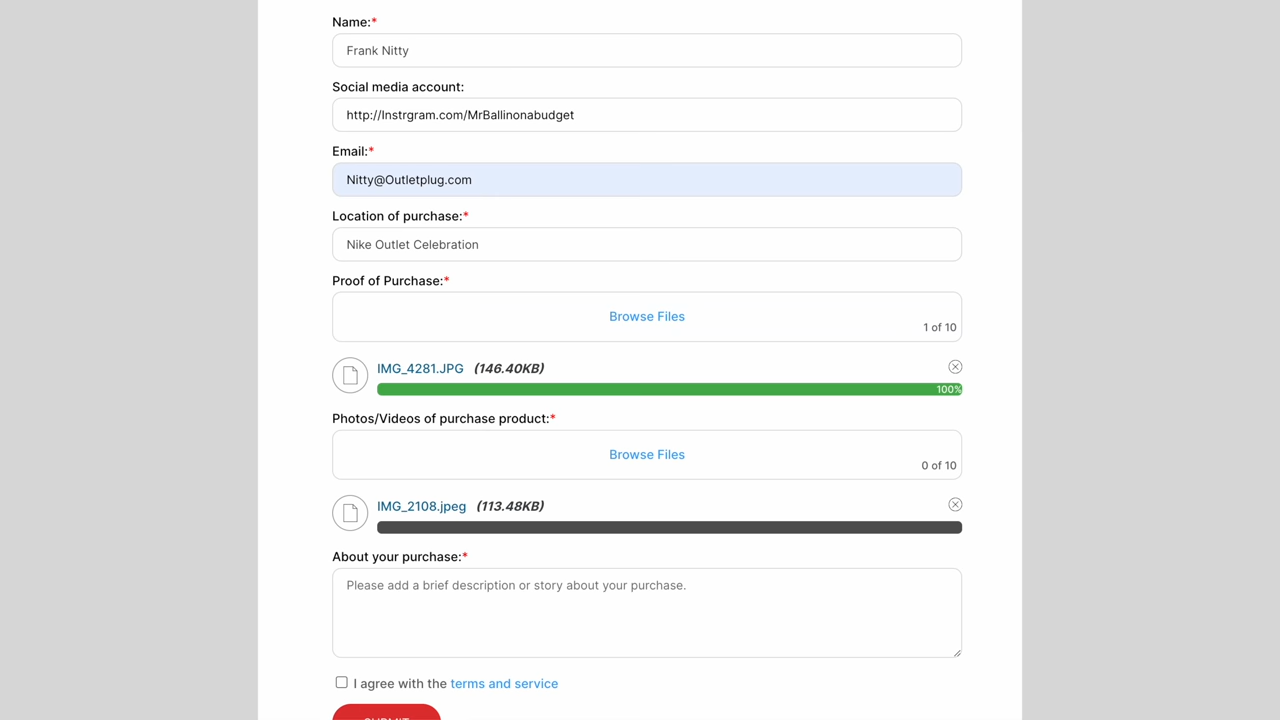 Name:*
Frank Nitty
Social media account:
http://Instrgram.com/MrBallinonabudget
Email:*
Nitty@Outletplug.com
Location of purchase:*
Nike Outlet Celebration
Proof of Purchase:*
Browse Files
1 of 10
IMG_4281.JPG (146.40KB)
100%
Photos/Videos of purchase product:*
Browse Files
0 of 10
IMG_2108.jpeg (113.48KB)
About your purchase:*
Please add a brief description or story about your purchase.
I agree with the terms and service
SUBMIT